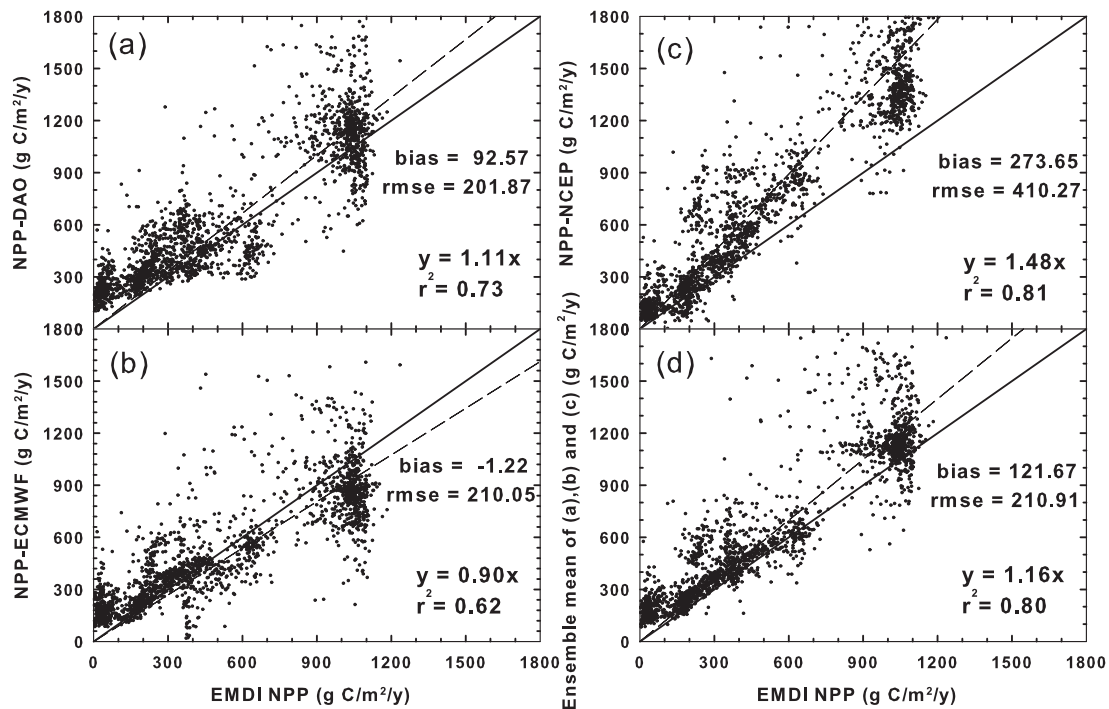 1800
1500
1200
900
600
300
NPP-DAO (g C/m²/y)
(a)
bias = 92.57
rmse = 201.87
y = 1.11x
r² = 0.73
1800
1500
1200
900
600
300
0
NPP-NCEP (g C/m²/y)
(c)
bias = 273.65
rmse = 410.27
y = 1.48x
r² = 0.81
1800
1500
1200
900
600
300
0
NPP-ECMWF (g C/m²/y)
(b)
bias = -1.22
rmse = 210.05
y = 0.90x
r² = 0.62
0 300 600 900 1200 1500 1800
EMDI NPP (g C/m²/y)
1800
1500
1200
900
600
300
0
Ensemble mean of (a),(b) and (c) (g C/m²/y)
(d)
bias = 121.67
rmse = 210.91
y = 1.16x
r² = 0.80
0 300 600 900 1200 1500 1800
EMDI NPP (g C/m²/y)